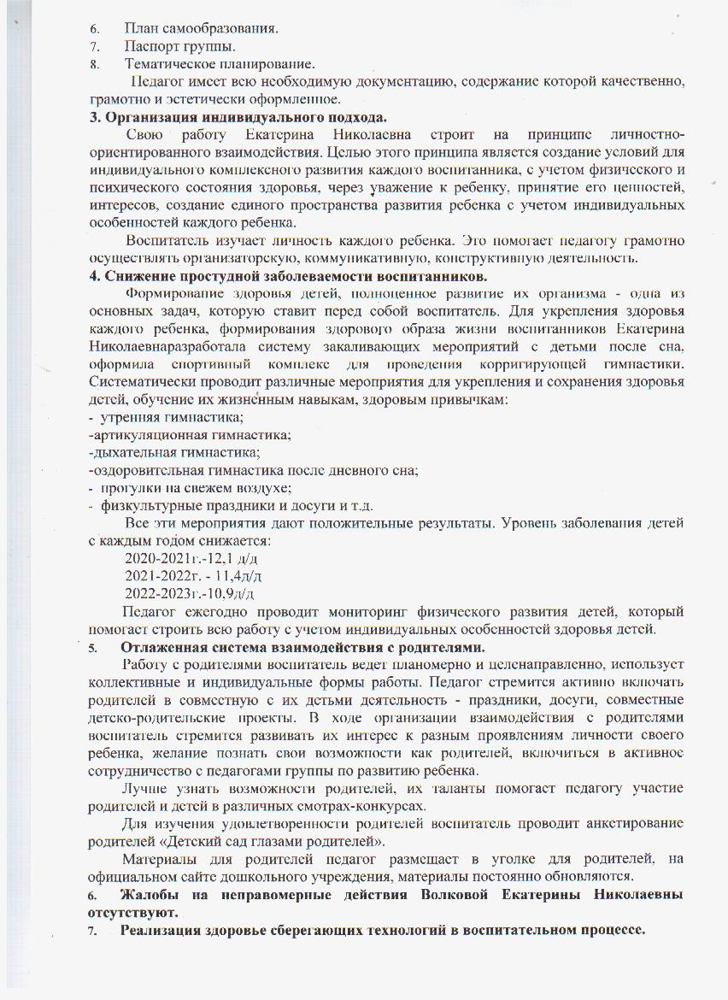 6. План самообразования.
7. Паспорт группы.
8. Тематическое планирование.
Педагог имеет всю необходимую документацию, содержание которой качественно,
грамотно и эстетически оформленное.
3. Организация индивидуального подхода.
Свою работу Екатерина Николаевна строит на принципе личностно-
ориентированного взаимодействия. Целью этого принципа является создание условий для
индивидуального комплексного развития каждого воспитанника, с учетом физического и
психического состояния здоровья, через уважение к ребенку, принятие его ценностей,
интересов, создание единого пространства развития ребенка с учетом индивидуальных
особенностей каждого ребенка.
Воспитатель изучает личность каждого ребенка. Это помогает педагогу грамотно
осуществлять организаторскую, коммуникативную, конструктивную деятельность.
4. Снижение простудной заболеваемости воспитанников.
Формирование здоровья детей, полноценное развитие их организма - одна из
основных задач, которую ставит перед собой воспитатель. Для укрепления здоровья
каждого ребенка, формирования здорового образа жизни воспитанников Екатерина
Николаевнаразработала систему закаливающих мероприятий с детьми после сна,
оформила спортивный комплекс для проведения корригирующей гимнастики.
Систематически проводит различные мероприятия для укрепления и сохранения здоровья
детей, обучение их жизненным навыкам, здоровым привычкам:
- утренняя гимнастика;
-артикуляционная гимнастика;
-дыхательная гимнастика;
-оздоровительная гимнастика после дневного сна;
- прогулки на свежем воздухе;
- физкультурные праздники и досуги и т.д.
Все эти мероприятия дают положительные результаты. Уровень заболевания детей
с каждым годом снижается:
2020-2021г.-12,1 д/д
2021-2022г. - 11,4д/д
2022-2023г.-10,9д/д
Педагог ежегодно проводит мониторинг физического развития детей, который
помогает строить всю работу с учетом индивидуальных особенностей здоровья детей.
5. Отлаженная система взаимодействия с родителями.
Работу с родителями воспитатель ведет планомерно и целенаправленно, использует
коллективные и индивидуальные формы работы. Педагог стремится активно включать
родителей в совместную с их детьми деятельность - праздники, досуги, совместные
детско-родительские проекты. В ходе организации взаимодействия с родителями
воспитатель стремится развивать их интерес к разным проявлениям личности своего
ребенка, желание познать свои возможности как родителей, включиться в активное
сотрудничество с педагогами группы по развитию ребенка.
Лучше узнать возможности родителей, их таланты помогает педагогу участие
родителей и детей в различных смотрах-конкурсах.
Для изучения удовлетворенности родителей воспитатель проводит анкетирование
родителей «Детский сад глазами родителей».
Материалы для родителей педагог размещает в уголке для родителей, на
официальном сайте дошкольного учреждения, материалы постоянно обновляются.
6. Жалобы на неправомерные действия Волковой Екатерины Николаевны
отсутствуют.
7. Реализация здоровье сберегающих технологий в воспитательном процессе.